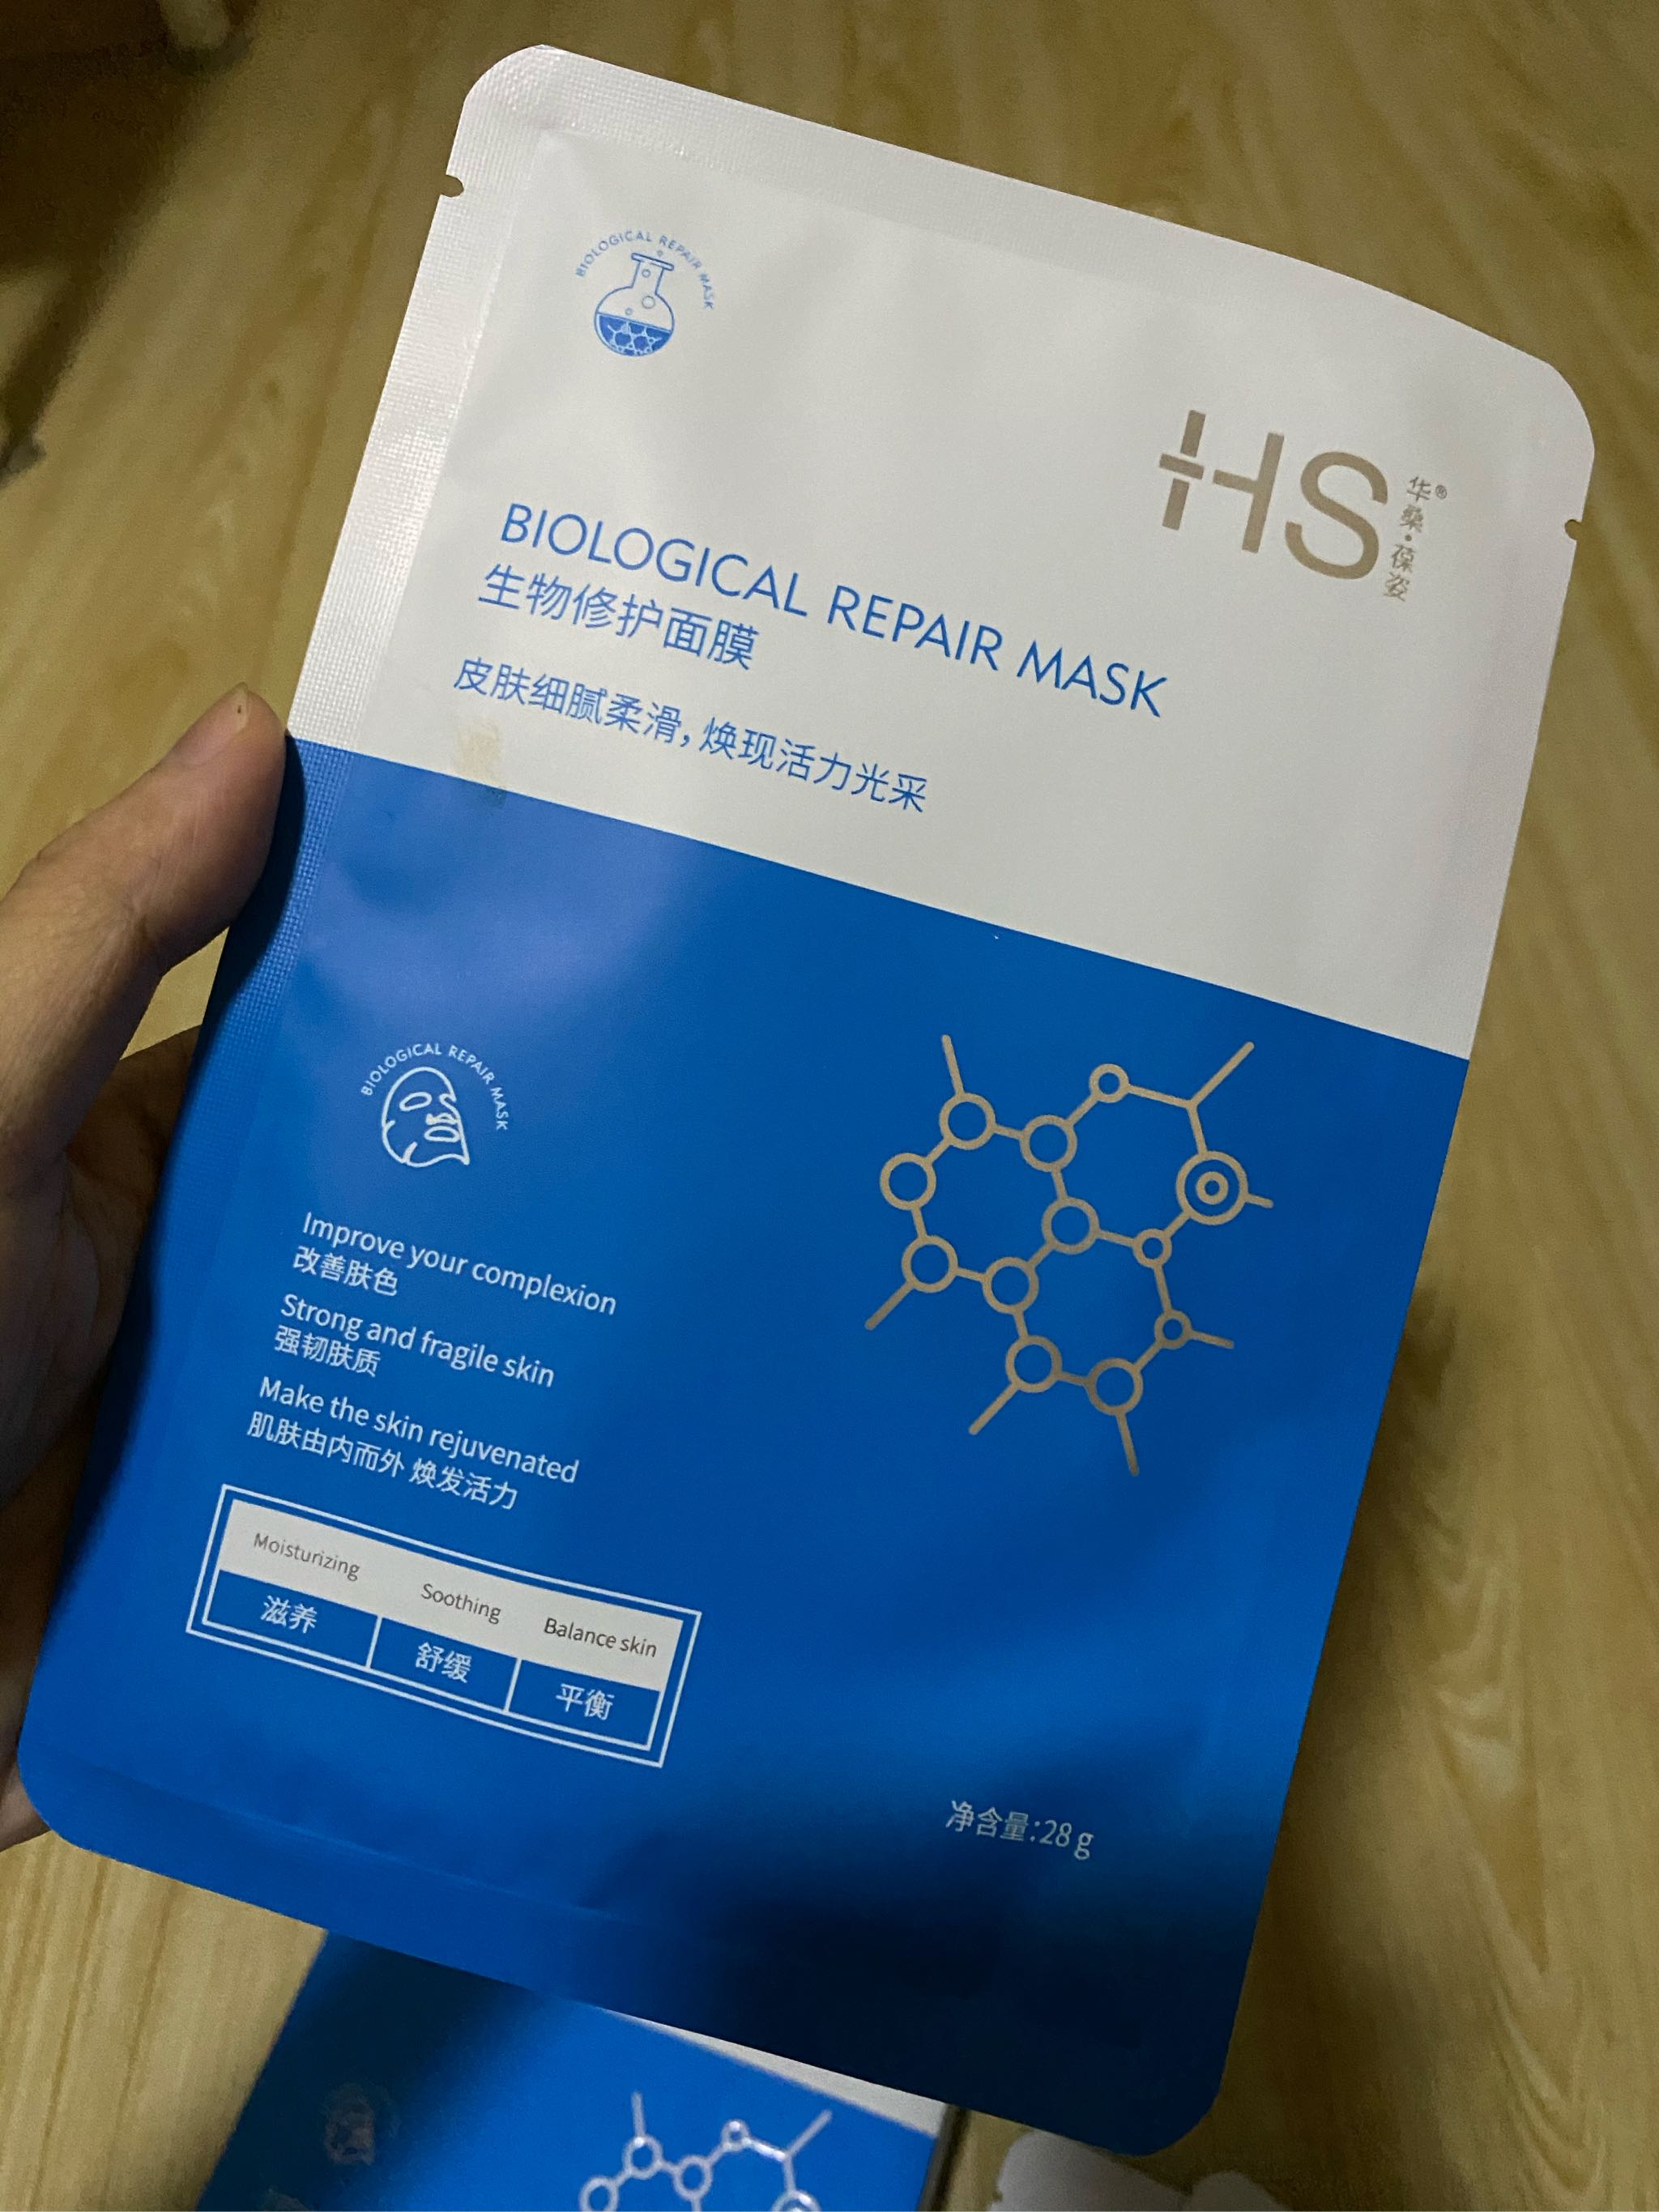 BIOLOGICAL REPAIR MASK
HS
华桑·葆姿®
BIOLOGICAL REPAIR MASK
生物修护面膜
皮肤细腻柔滑,焕现活力光采
BIOLOGICAL REPAIR MASK
Improve your complexion
改善肤色
Strong and fragile skin
强韧肤质
Make the skin rejuvenated
肌肤由内而外 焕发活力
Moisturizing Soothing Balance skin
滋养 舒缓 平衡
净含量:28g